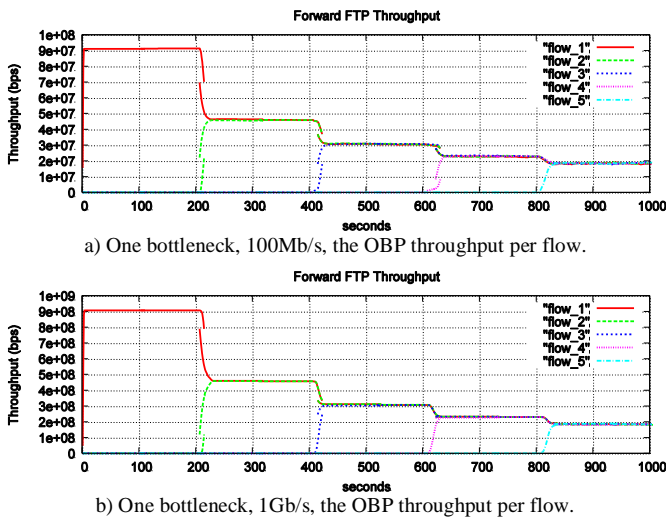 Forward FTP Throughput
Throughput (bps)
1e+08
9e+07
8e+07
7e+07
6e+07
5e+07
4e+07
3e+07
2e+07
1e+07
0
"flow_1"
"flow_2"
"flow_3"
"flow_4"
"flow_5"
0 100 200 300 400 500 600 700 800 900 1000
seconds
a) One bottleneck, 100Mb/s, the OBP throughput per flow.
Forward FTP Throughput
Throughput (bps)
1e+09
9e+08
8e+08
7e+08
6e+08
5e+08
4e+08
3e+08
2e+08
1e+08
0
"flow_1"
"flow_2"
"flow_3"
"flow_4"
"flow_5"
0 100 200 300 400 500 600 700 800 900 1000
seconds
b) One bottleneck, 1Gb/s, the OBP throughput per flow.